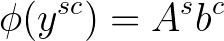 ϕ(y^{sc}) = A^s b^c